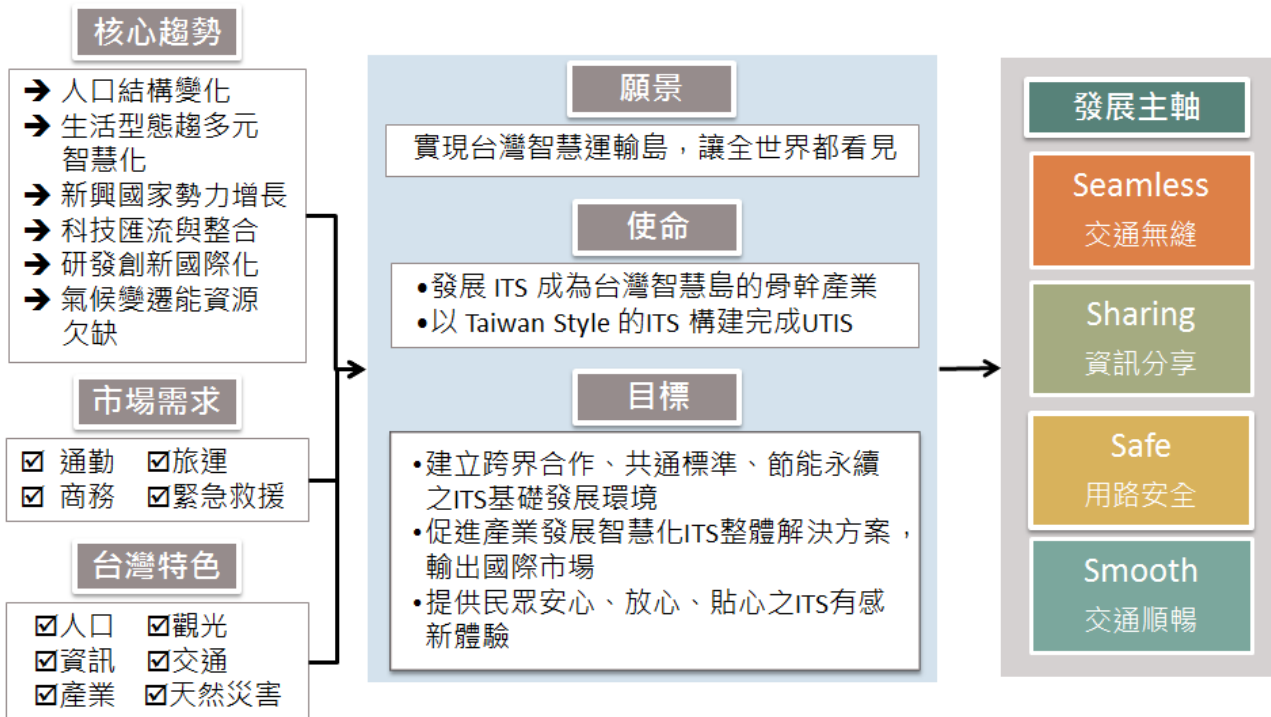 核心趨勢
➔ 人口結構變化
➔ 生活型態趨多元
智慧化
➔ 新興國家勢力增長
➔ 科技匯流與整合
➔ 研發創新國際化
➔ 氣候變遷能資源
欠缺
市場需求
☑ 通勤 ☑旅運
☑ 商務 ☑緊急救援
台灣特色
☑人口 ☑觀光
☑資訊 ☑交通
☑產業 ☑天然災害
願景
實現台灣智慧運輸島，讓全世界都看見
使命
•發展 ITS 成為台灣智慧島的骨幹產業
•以 Taiwan Style 的ITS 構建完成UTIS
目標
•建立跨界合作、共通標準、節能永續
之ITS基礎發展環境
•促進產業發展智慧化ITS整體解決方案，
輸出國際市場
•提供民眾安心、放心、貼心之ITS有感
新體驗
發展主軸
Seamless
交通無縫
Sharing
資訊分享
Safe
用路安全
Smooth
交通順暢